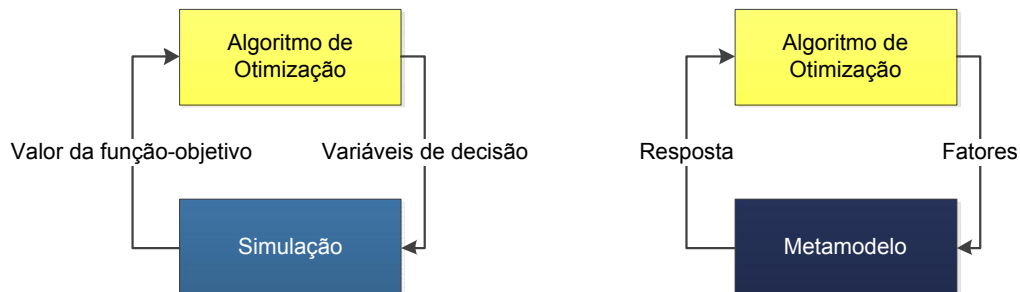 Algoritmo de
Otimização
Valor da função-objetivo
Variáveis de decisão
Simulação
Algoritmo de
Otimização
Resposta
Fatores
Metamodelo